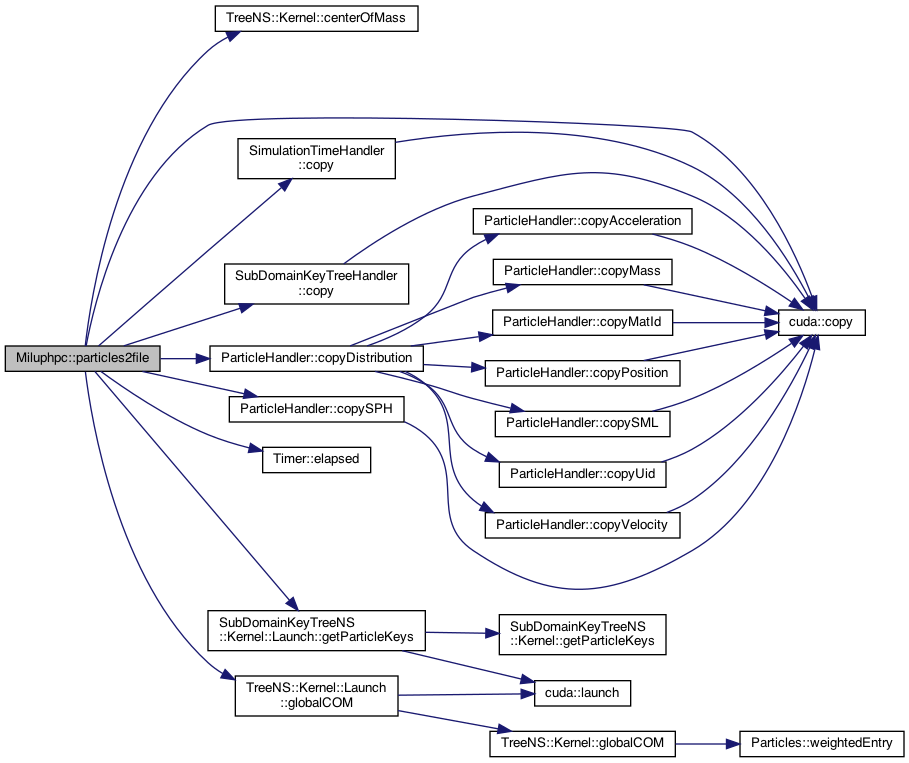 TreeNS::Kernel::centerOfMass
SimulationTimeHandler
::copy
ParticleHandler::copyAcceleration
SubDomainKeyTreeHandler
::copy
ParticleHandler::copyMass
ParticleHandler::copyMatId
cuda::copy
Miluphpc::particles2file
ParticleHandler::copyDistribution
ParticleHandler::copyPosition
ParticleHandler::copySPH
ParticleHandler::copySML
Timer::elapsed
ParticleHandler::copyUid
ParticleHandler::copyVelocity
SubDomainKeyTreeNS
::Kernel::Launch::getParticleKeys
SubDomainKeyTreeNS
::Kernel::getParticleKeys
TreeNS::Kernel::Launch
::globalCOM
cuda::launch
TreeNS::Kernel::globalCOM
Particles::weightedEntry